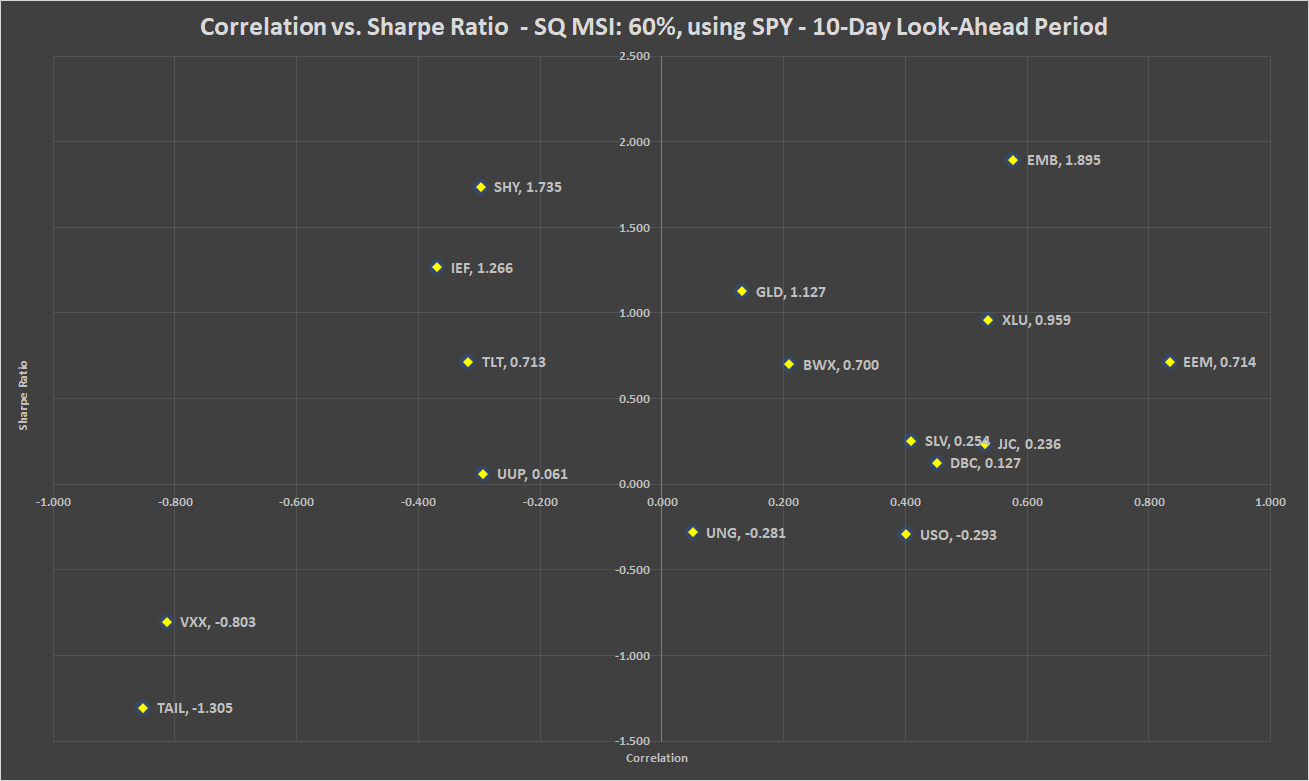 Correlation vs. Sharpe Ratio - SQ MSI: 60%, using SPY - 10-Day Look-Ahead Period
2.500
2.000
EMB, 1.895
SHY, 1.735
1.500
IEF, 1.266
GLD, 1.127
1.000
XLU, 0.959
TLT, 0.713
BWX, 0.700
EEM, 0.714
Sharpe Ratio
0.500
SLV, 0.254
JJC, 0.236
DBC, 0.127
UUP, 0.061
0.000
-1.000 -0.800 -0.600 -0.400 -0.200 0.000 0.200 0.400 0.600 0.800 1.000
UNG, -0.281
USO, -0.293
-0.500
VXX, -0.803
-1.000
TAIL, -1.305
-1.500
Correlation